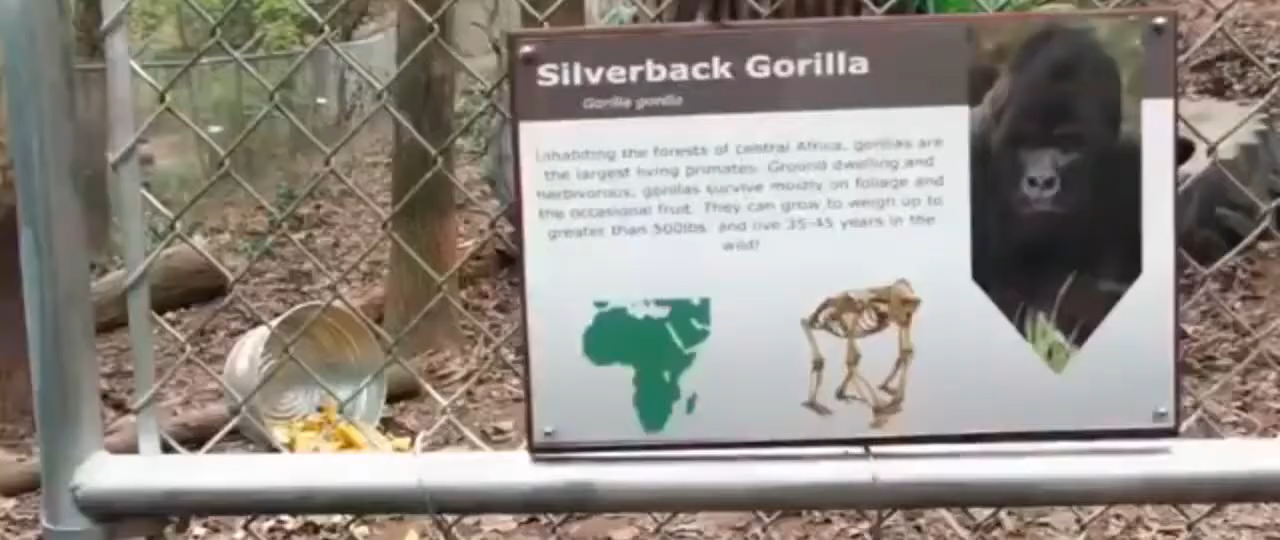 Silverback Gorilla
Gorilla gorilla
Inhabiting the forests of central Africa, gorillas are
the largest living primates. Ground dwelling and
herbivorous, gorillas survive mostly on foliage and
the occasional fruit. They can grow to weigh up to
greater than 500lbs. and live 35-45 years in the
wild!